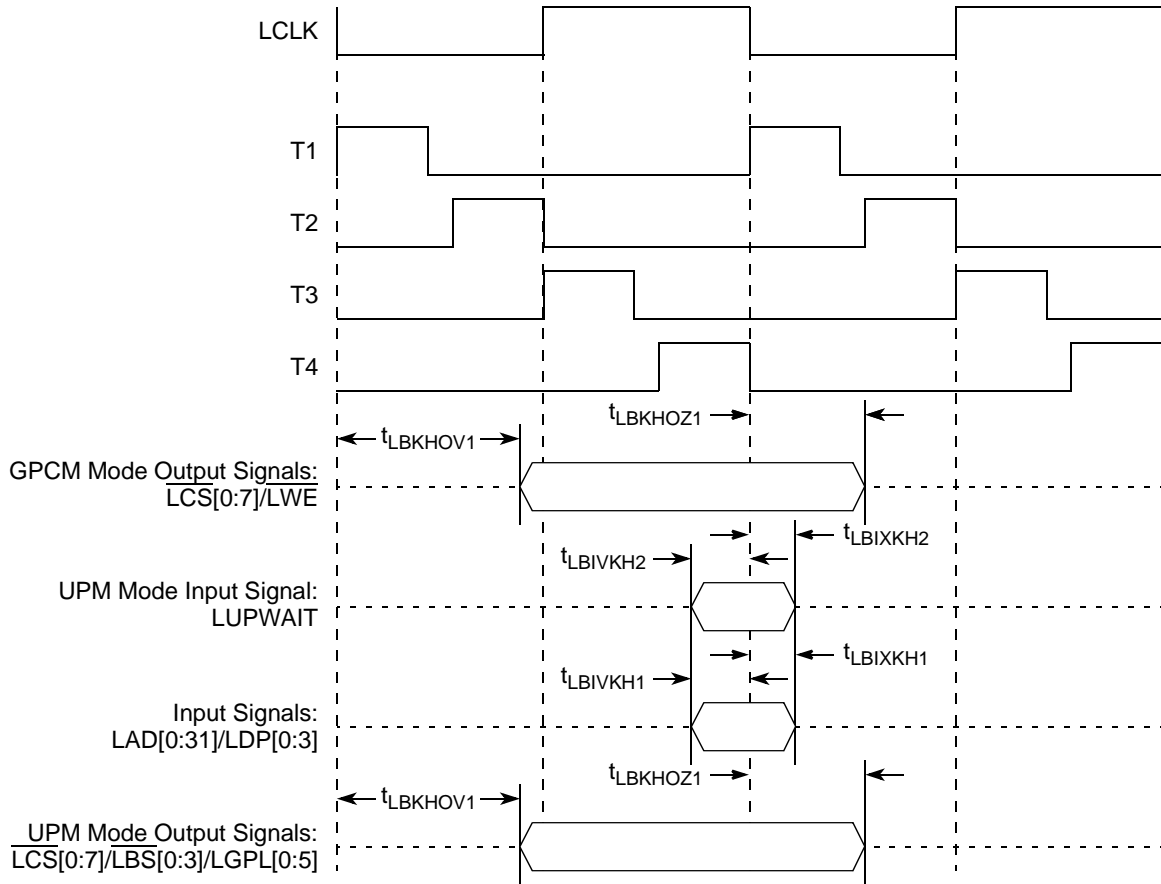 LCLK
T1
T2
T3
T4
tLBKHOZ1
tLBKHOV1
GPCM Mode Output Signals:
LCS[0:7]/LWE
tLBIXKH2
tLBIVKH2
UPM Mode Input Signal:
LUPWAIT
tLBIXKH1
tLBIVKH1
Input Signals:
LAD[0:31]/LDP[0:3]
tLBKHOZ1
tLBKHOV1
UPM Mode Output Signals:
LCS[0:7]/LBS[0:3]/LGPL[0:5]